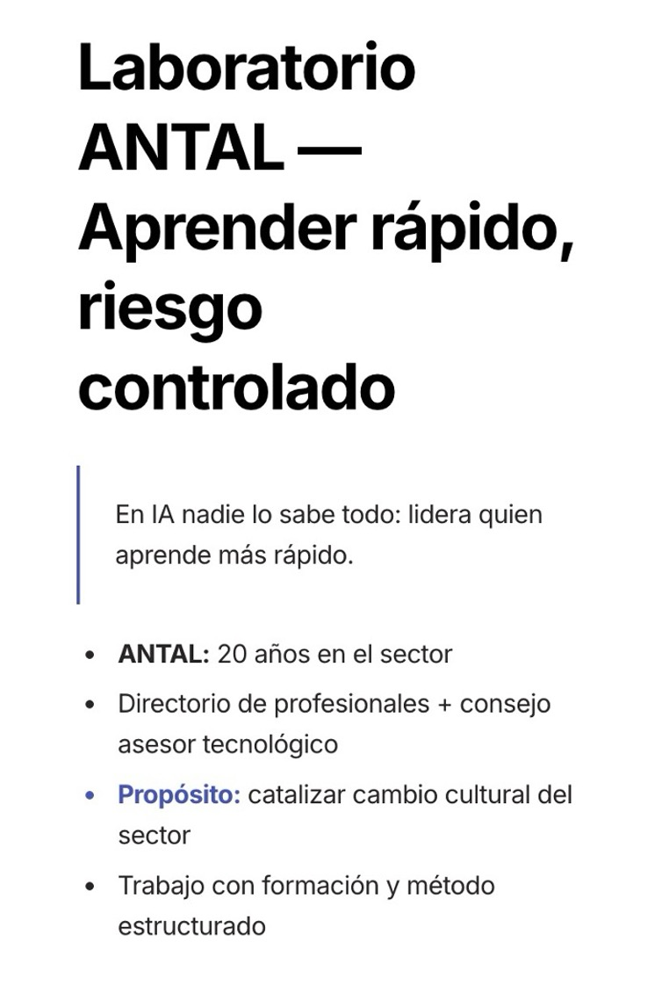 Laboratorio
ANTAL —
Aprender rápido,
riesgo
controlado
En IA nadie lo sabe todo: lidera quien
aprende más rápido.
• ANTAL: 20 años en el sector
• Directorio de profesionales + consejo
asesor tecnológico
• Propósito: catalizar cambio cultural del
sector
• Trabajo con formación y método
estructurado